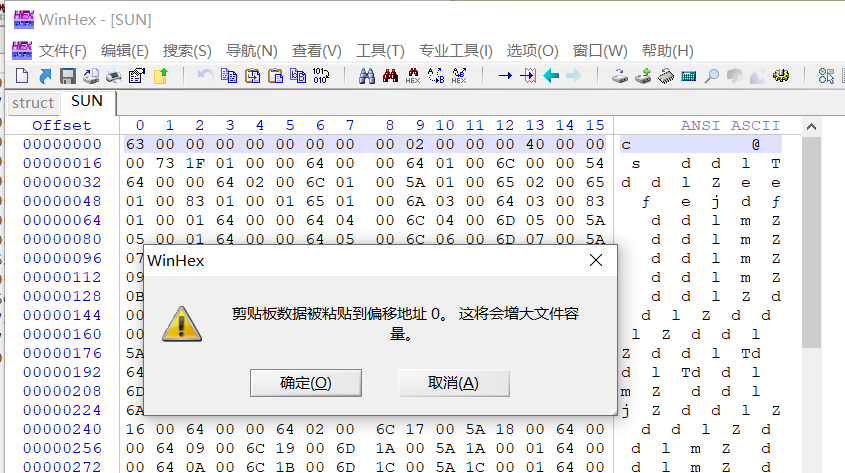 WinHex - [SUN]
文件(F) 编辑(E) 搜索(S) 导航(N) 查看(V) 工具(T) 专业工具(I) 选项(O) 窗口(W) 帮助(H)
struct SUN
Offset 0 1 2 3 4 5 6 7 8 9 10 11 12 13 14 15 ANSI ASCII
00000000 63 00 00 00 00 00 00 00 00 02 00 00 00 40 00 00 c @
00000016 00 73 1F 01 00 00 64 00 00 64 01 00 6C 00 00 54 s d d l T
00000032 64 00 00 64 02 00 6C 01 00 5A 01 00 65 02 00 65 d d l Z e e
00000048 01 00 83 01 00 01 65 01 00 6A 03 00 64 03 00 83 f e j d f
00000064 01 00 01 64 00 00 64 04 00 6C 04 00 6D 05 00 5A d d l m Z
00000080 05 00 01 64 00 00 64 05 00 6C 06 00 6D 07 00 5A d d l m Z
00000096 07 d d l m Z
00000112 09 d d l m Z
00000128 0B d d l Z d
00000144 00 d l Z d d
00000160 00 l Z d d l
00000176 5A Z d d l Td
00000192 64 d l Td d l
00000208 6D m Z d d l
00000224 6A j Z d d l Z
00000240 16 00 64 00 00 64 02 00 6C 17 00 5A 18 00 64 00 d d l Z d
00000256 00 64 09 00 6C 19 00 6D 1A 00 5A 1A 00 01 64 00 d l m Z d
00000272 00 64 0A 00 6C 1B 00 6D 1C 00 5A 1C 00 01 64 00 d l m Z d
WinHex
剪贴板数据被粘贴到偏移地址 0。 这将会增大文件容
量。
确定(O) 取消(A)